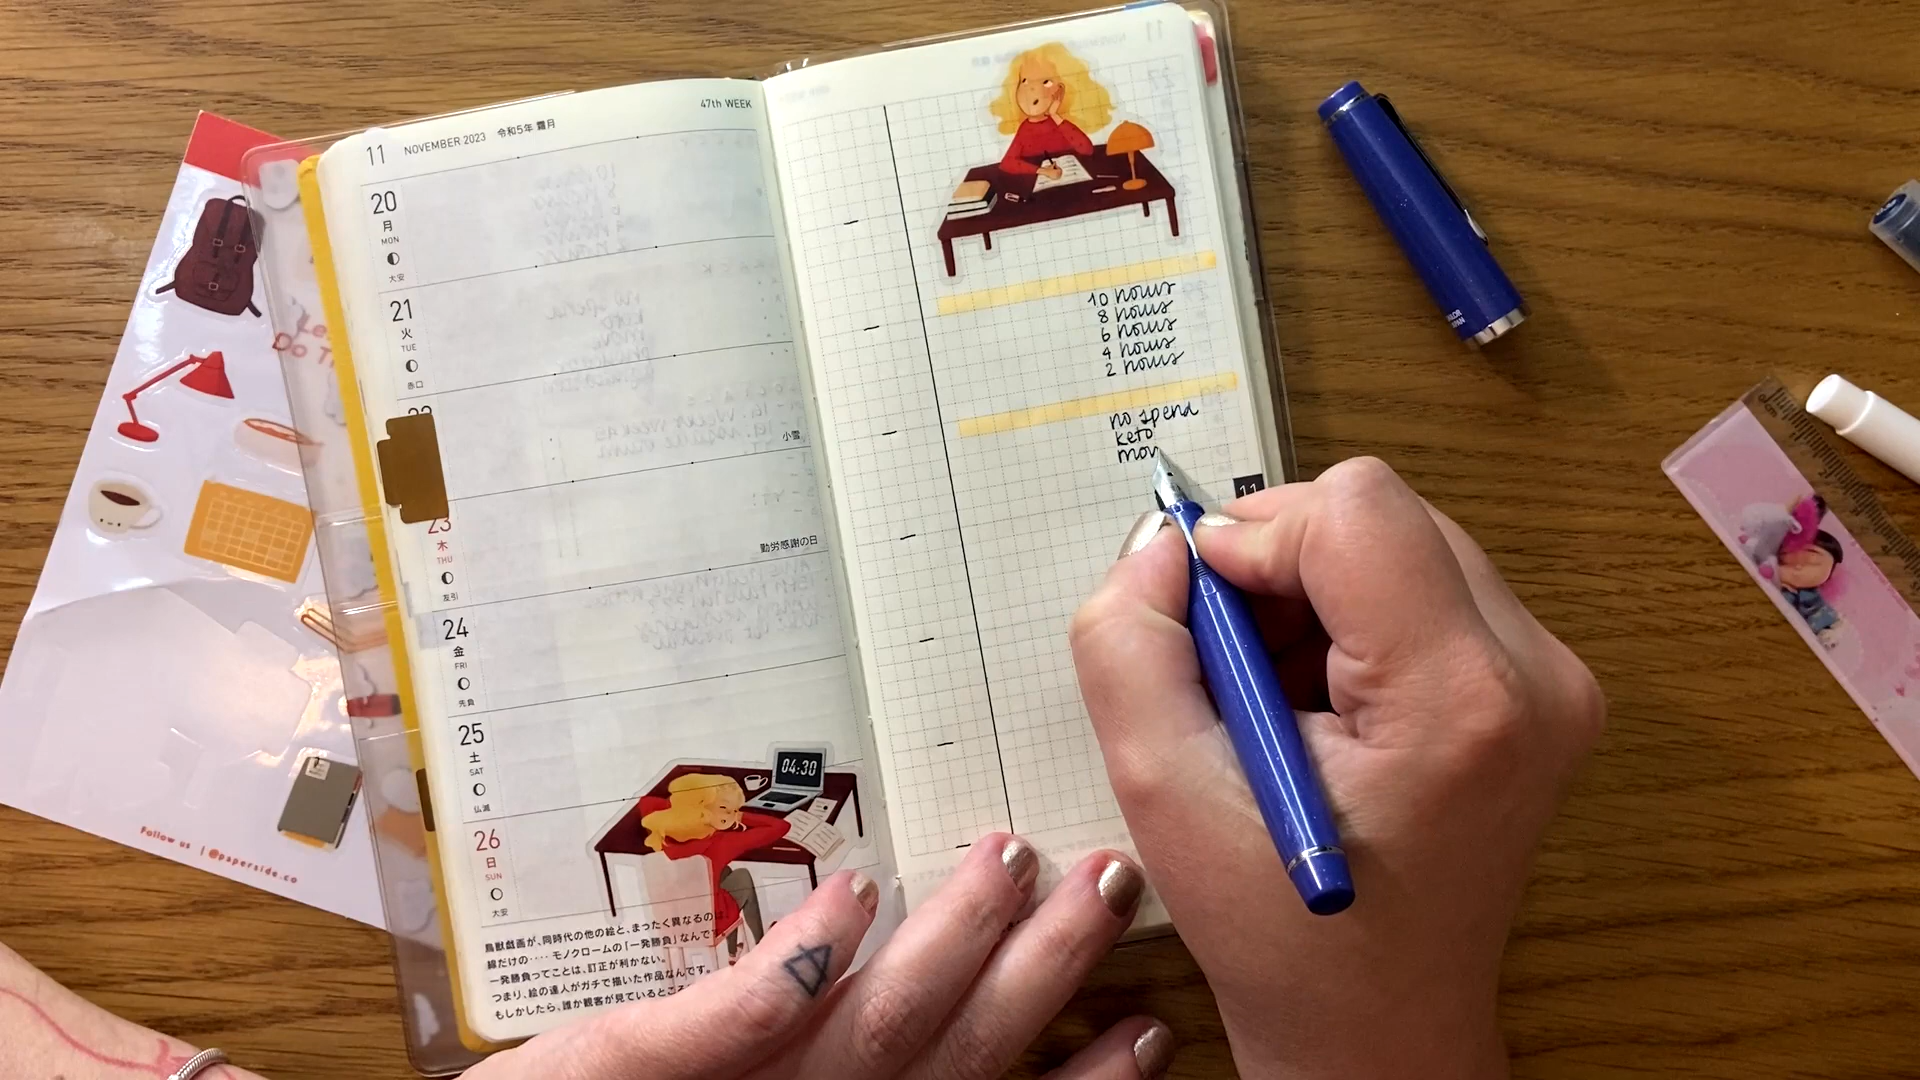 47th WEEK
11 NOVEMBER 2023 令和5年 霜月
20
月
MON
大安
21
火
TUE
赤口
小雪
23
木
THU
友引
勤労感謝の日
24
金
FRI
先負
25
土
SAT
仏滅
26
日
SUN
大安
04:30
鳥獣戯画が、同時代の他の絵と、まったく異なるのは、
線だけの‥‥モノクロームの「一発勝負」なんです。
一発勝負ってことは、訂正が利かない。
つまり、絵の達人がガチで描いた作品なんです。
もしかしたら、誰か観客が見ているところ
10 hours
8 hours
6 hours
4 hours
2 hours
no spend
keto
mov
11
Follow us | @paperside.co
Do
JAPAN